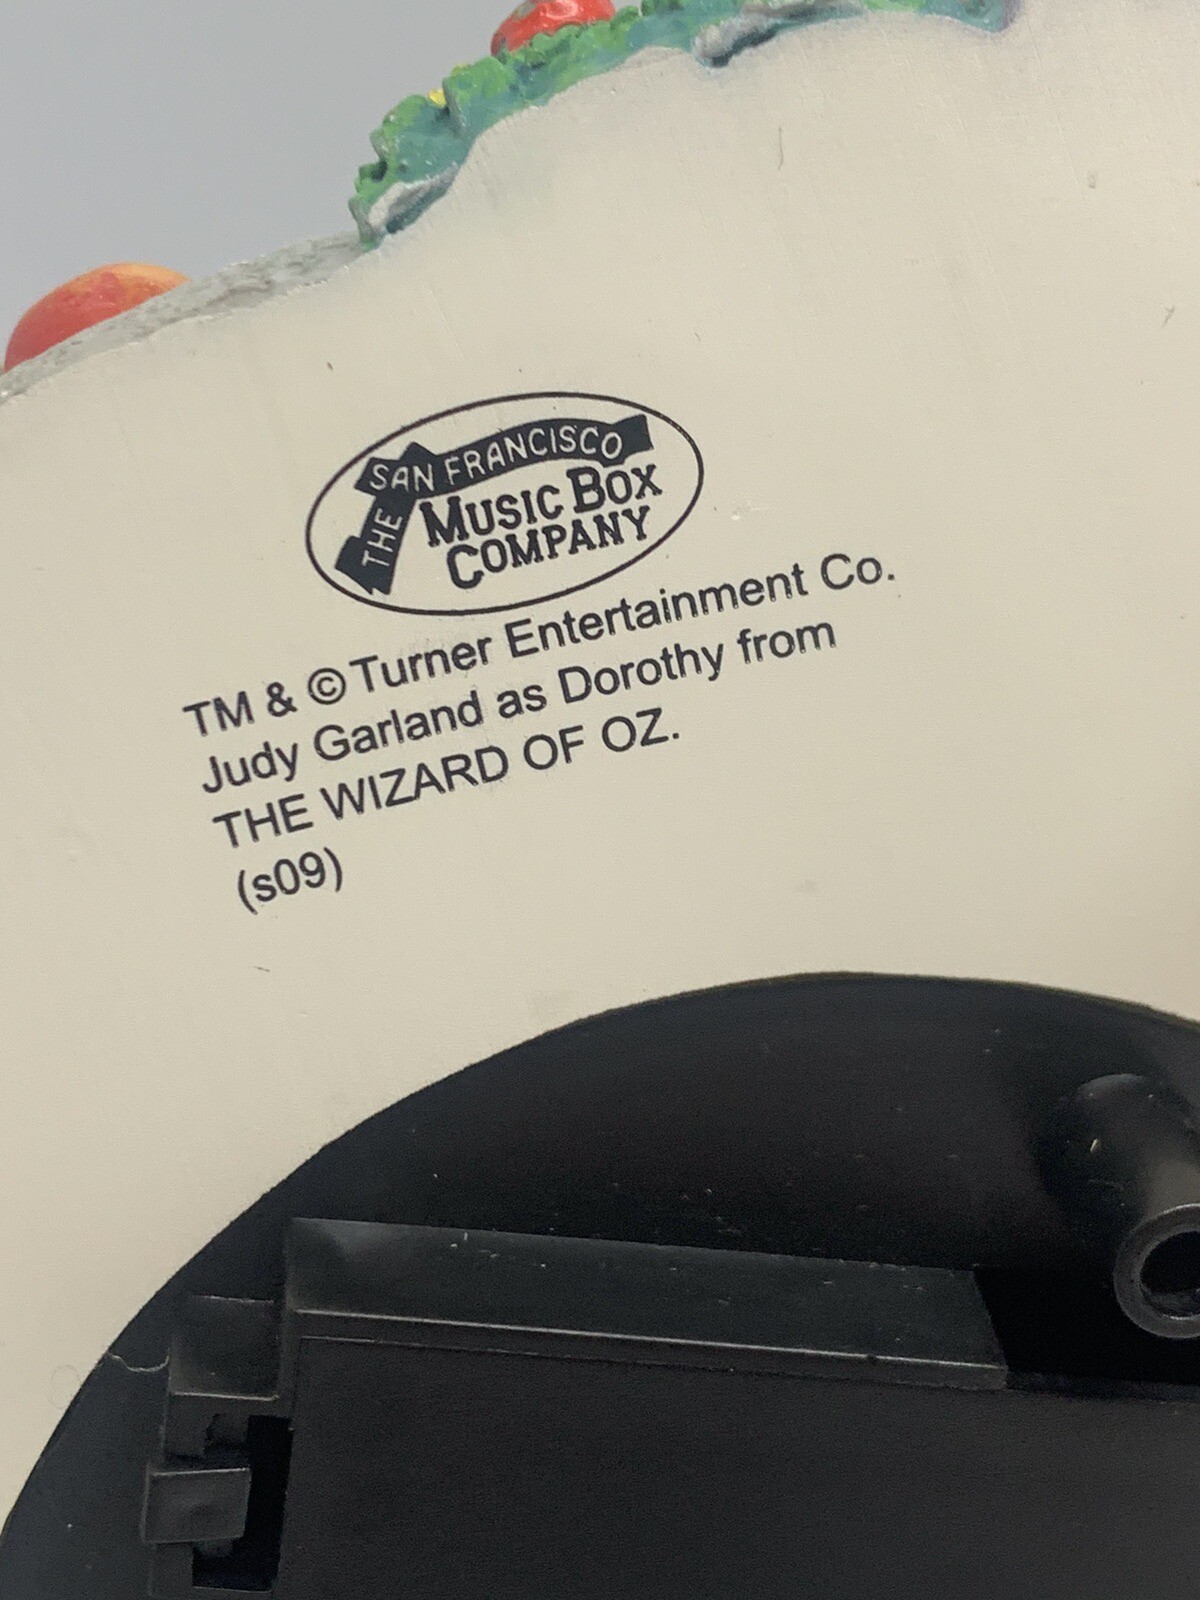 THE SAN FRANCISCO
MUSIC BOX
COMPANY
TM & © Turner Entertainment Co.
Judy Garland as Dorothy from
THE WIZARD OF OZ.
(s09)